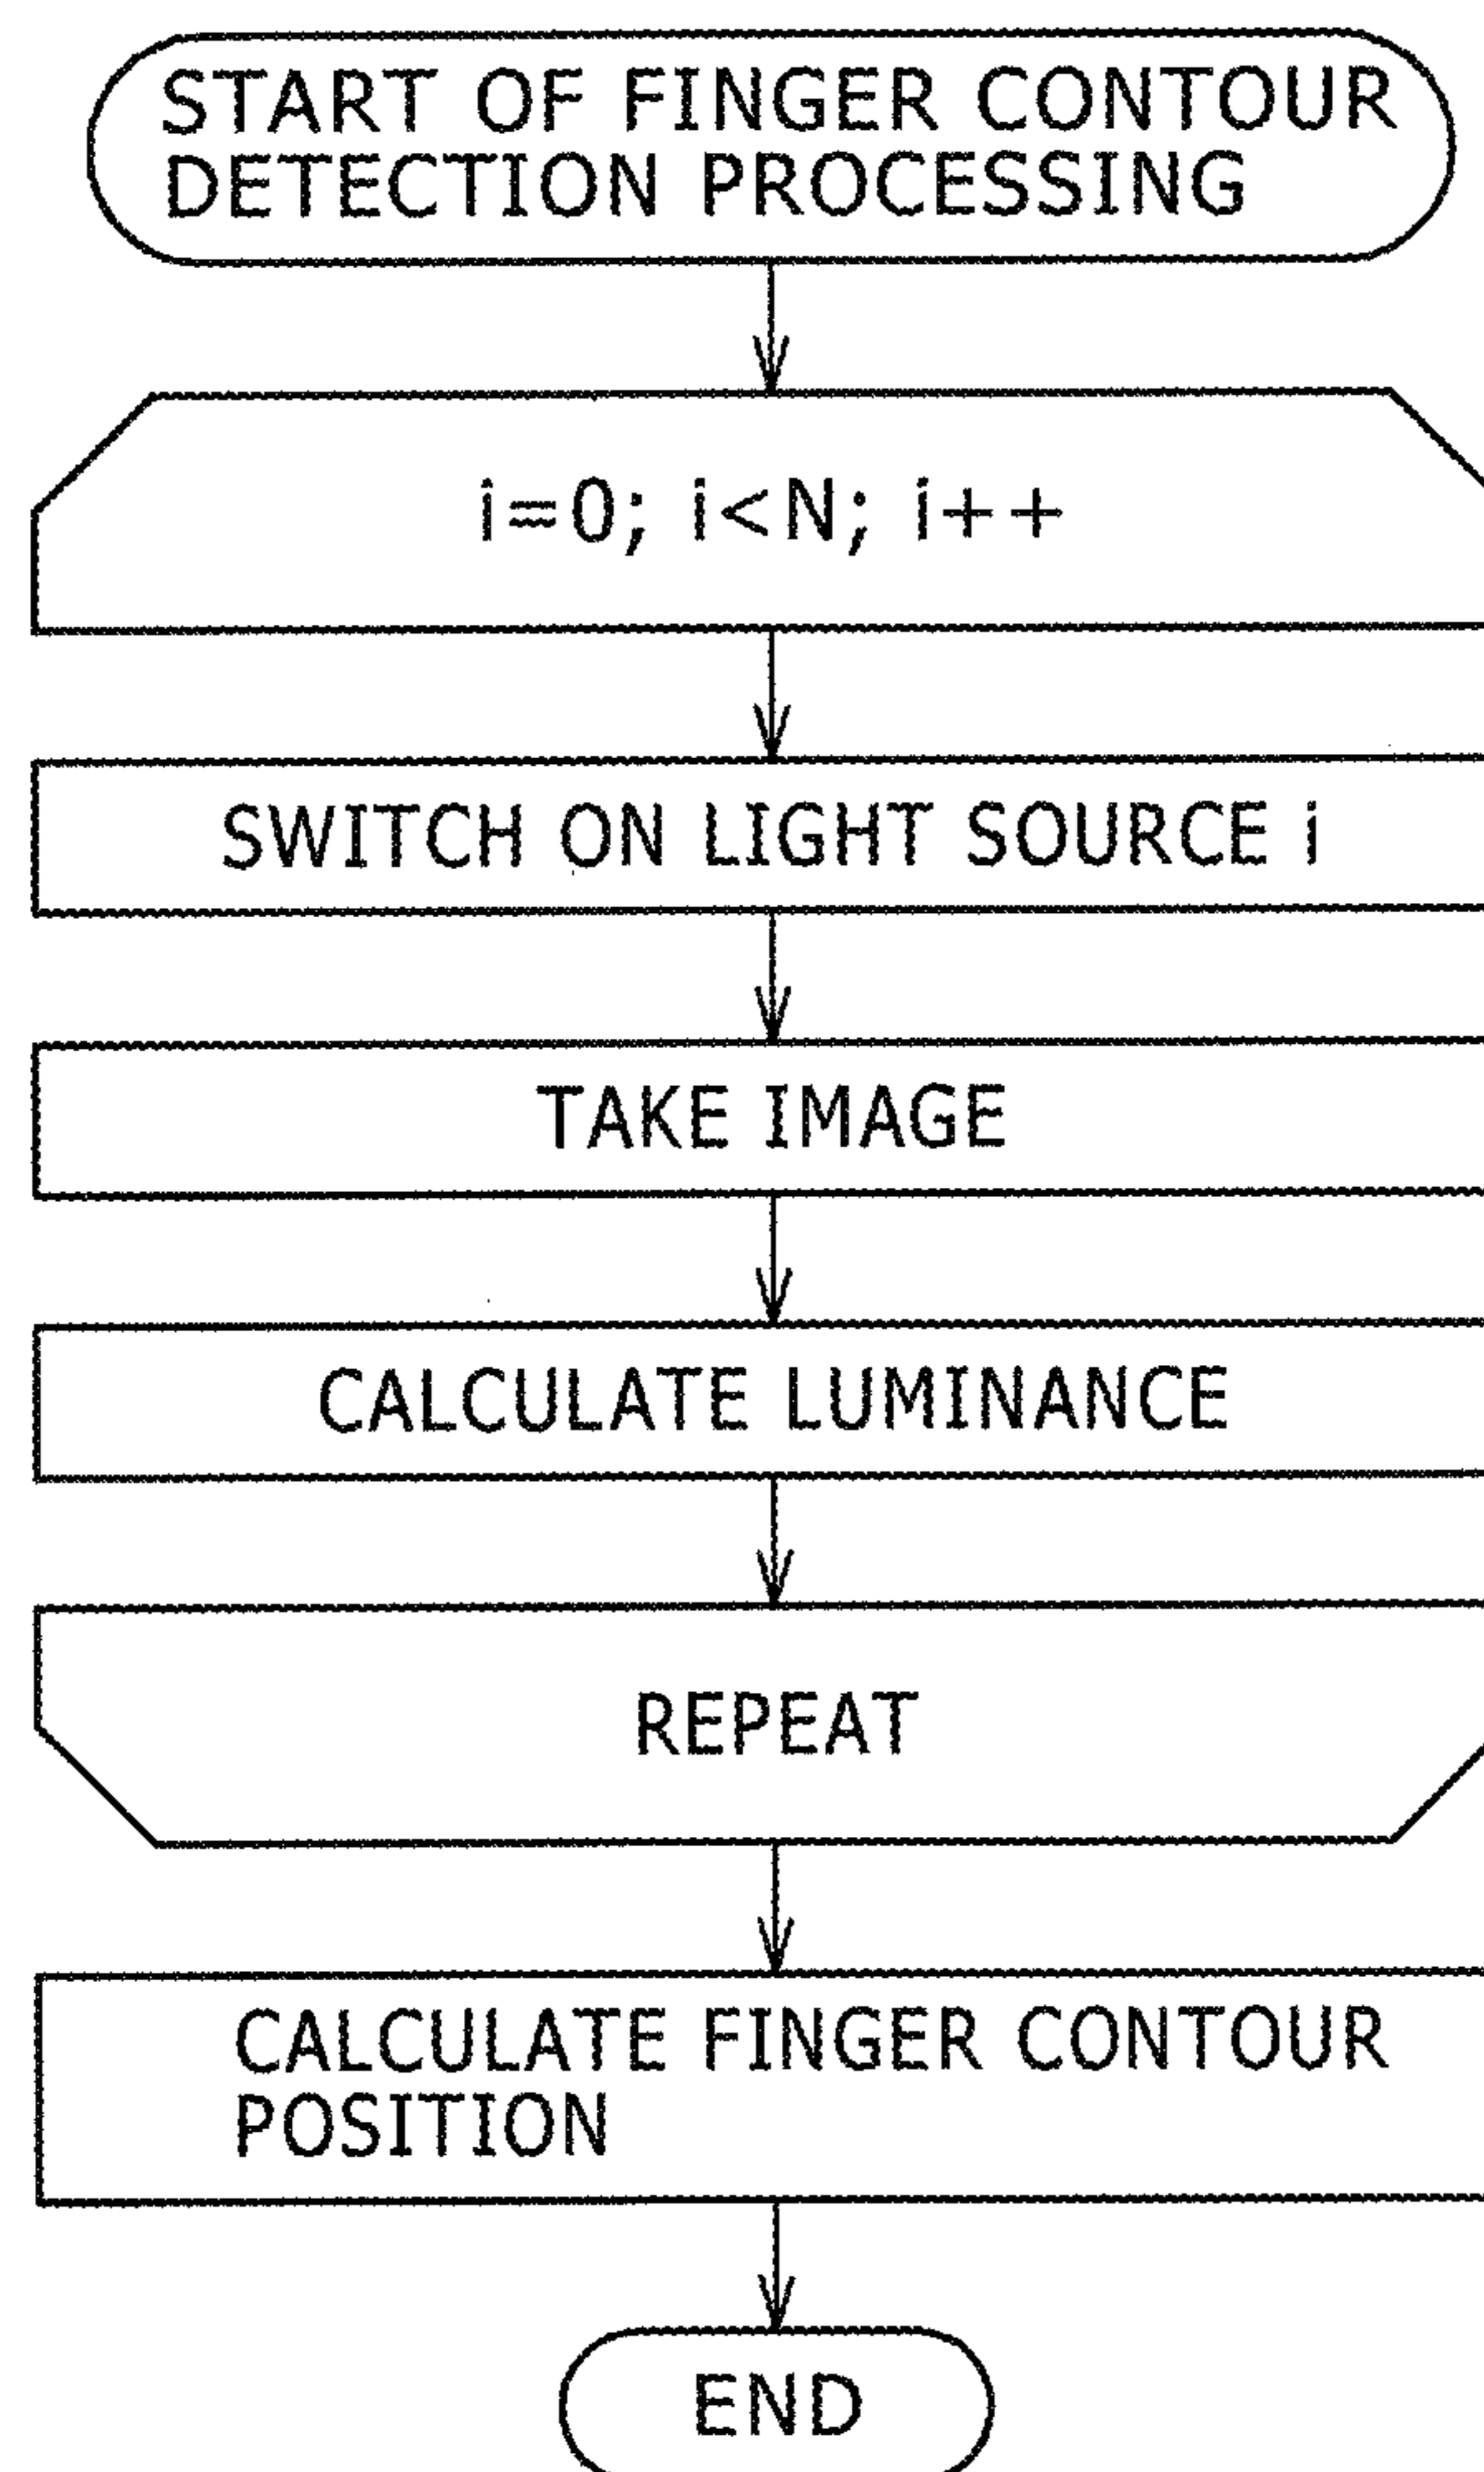 START OF FINGER CONTOUR
DETECTION PROCESSING
i=0; i<N; i++
SWITCH ON LIGHT SOURCE i
TAKE IMAGE
CALCULATE LUMINANCE
REPEAT
CALCULATE FINGER CONTOUR
POSITION
END